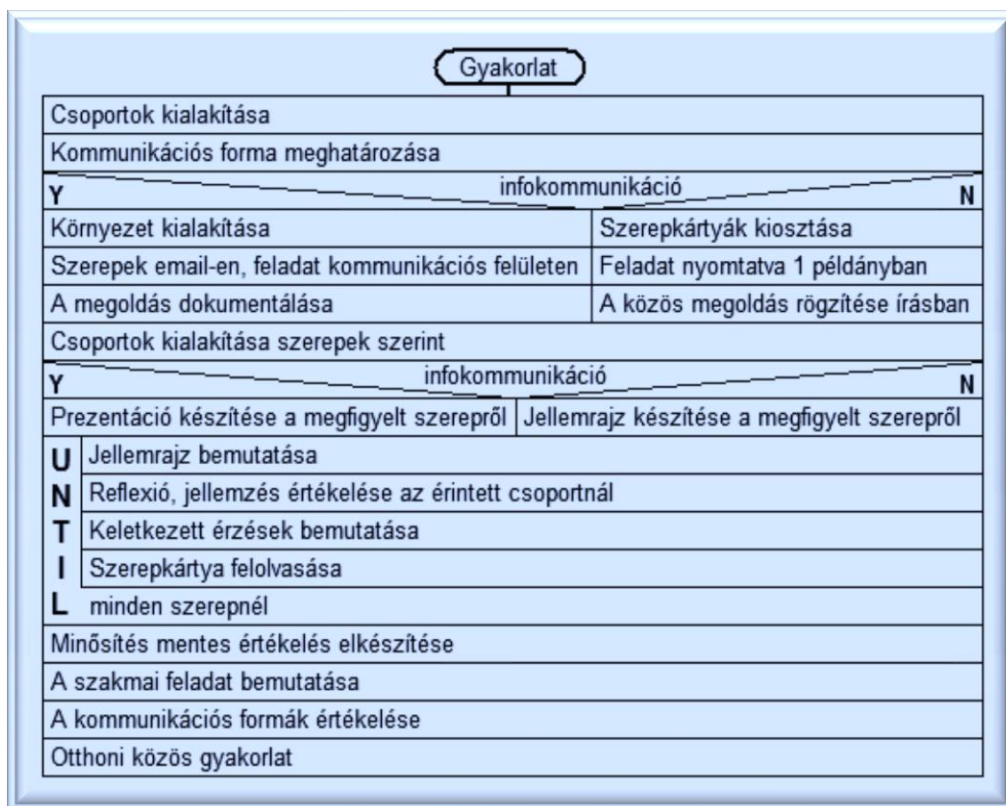 Gyakorlat
Csoportok kialakítása
Kommunikációs forma meghatározása
Y infokommunikáció N
Környezet kialakítása Szerepkártyák kiosztása
Szerepek email-en, feladat kommunikációs felületen Feladat nyomtatva 1 példányban
A megoldás dokumentálása A közös megoldás rögzítése írásban
Csoportok kialakítása szerepek szerint
Y infokommunikáció N
Prezentáció készítése a megfigyelt szerepről Jellemrajz készítése a megfigyelt szerepről
U Jellemrajz bemutatása
N Reflexió, jellemzés értékelése az érintett csoportnál
T Keletkezett érzések bemutatása
I Szerepkártya felolvasása
L minden szerepnél
Minősítés mentes értékelés elkészítése
A szakmai feladat bemutatása
A kommunikációs formák értékelése
Otthoni közös gyakorlat